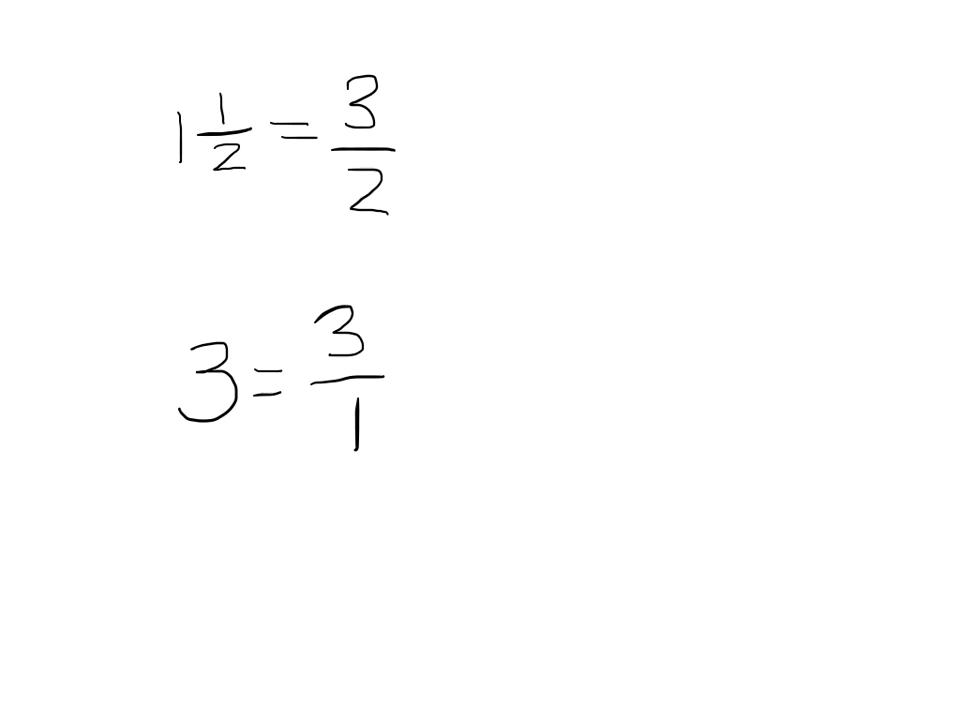 1 1/2 = 3/2
3 = 3/1